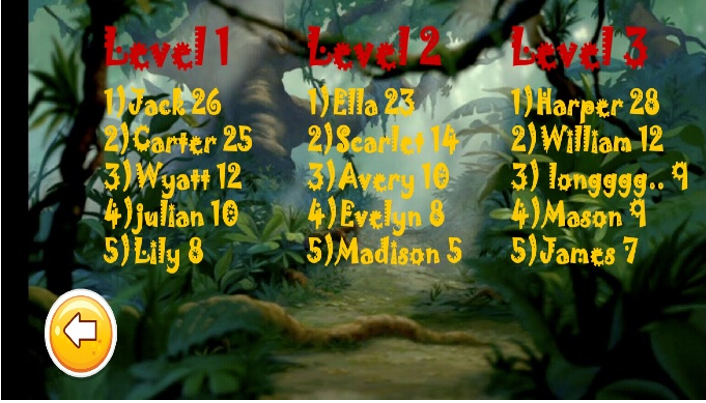 Level 1
1)Jack 26
2)Carter 25
3)Wyatt 12
4)julian 10
5)Lily 8
Level 2
1)Ella 23
2)Scarlet 14
3)Avery 10
4)Evelyn 8
5)Madison 5
Level 3
1)Harper 28
2)William 12
3) longggg.. 9
4)Mason 9
5)James 7